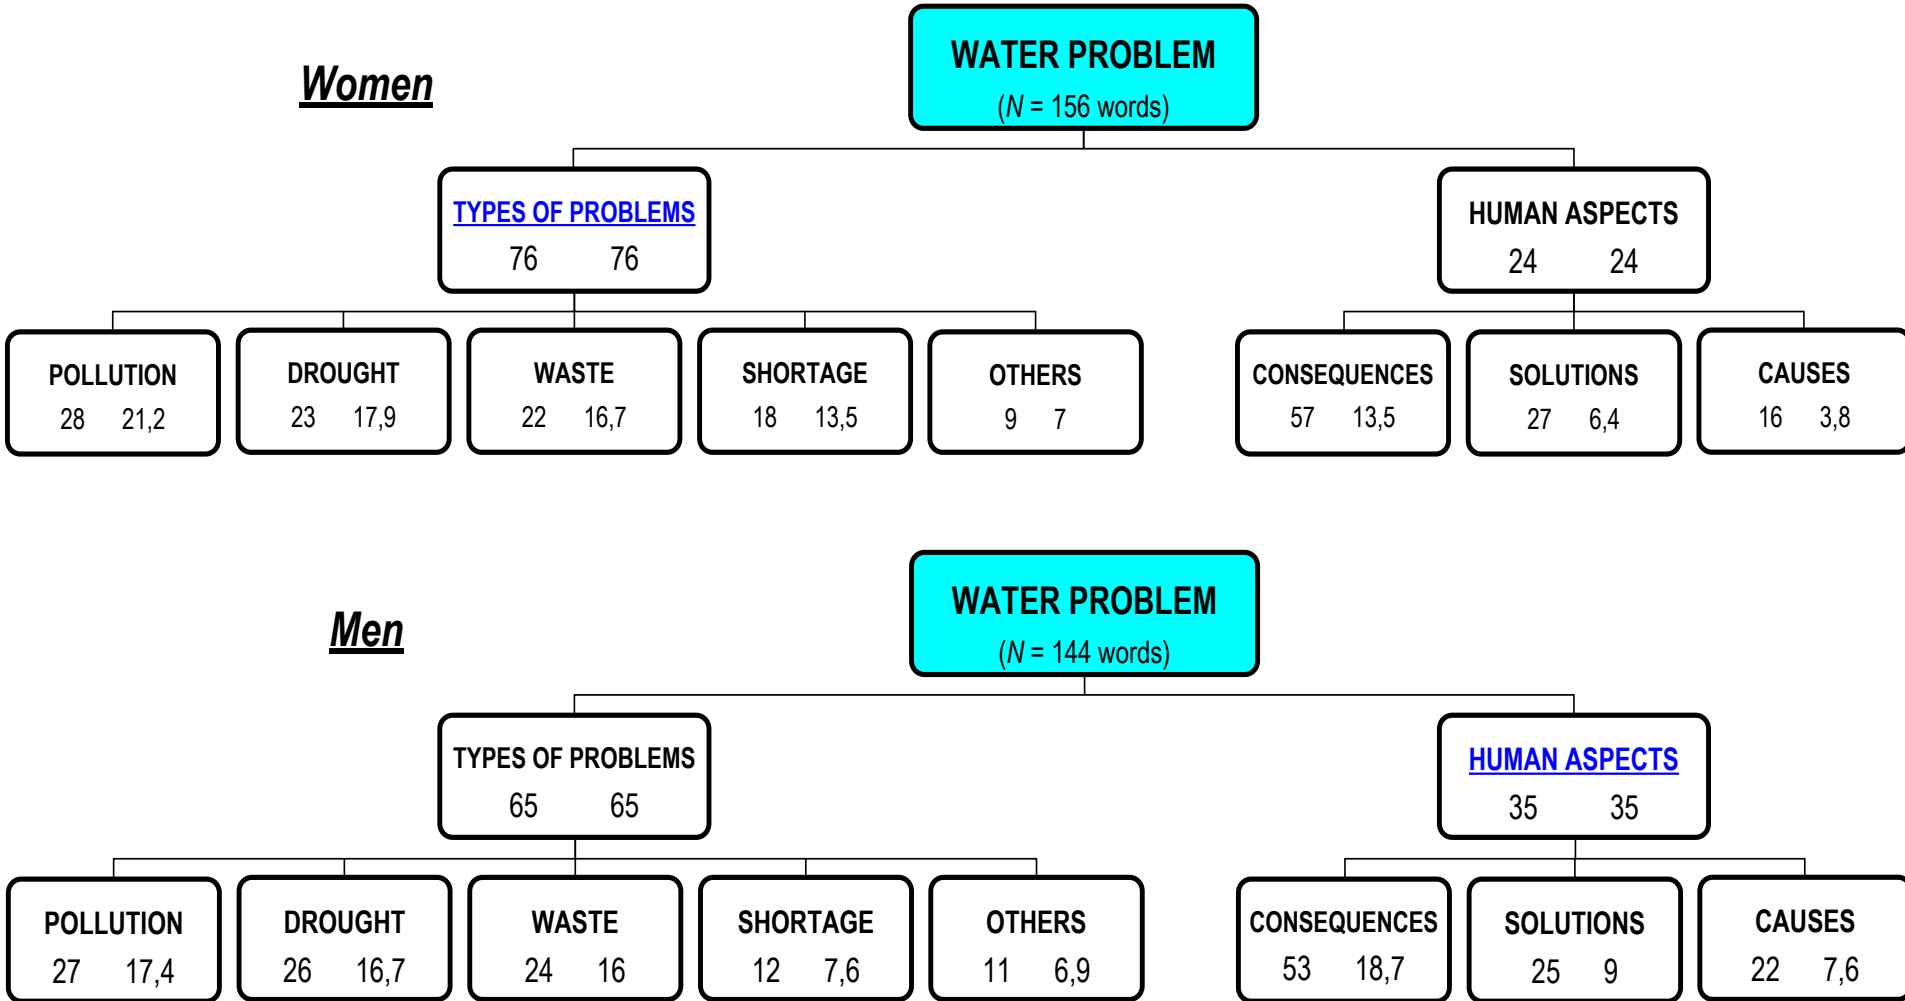 Women
WATER PROBLEM
(N = 156 words)
TYPES OF PROBLEMS
76 76
HUMAN ASPECTS
24 24
POLLUTION
28 21,2
DROUGHT
23 17,9
WASTE
22 16,7
SHORTAGE
18 13,5
OTHERS
9 7
CONSEQUENCES
57 13,5
SOLUTIONS
27 6,4
CAUSES
16 3,8
Men
WATER PROBLEM
(N = 144 words)
TYPES OF PROBLEMS
65 65
HUMAN ASPECTS
35 35
POLLUTION
27 17,4
DROUGHT
26 16,7
WASTE
24 16
SHORTAGE
12 7,6
OTHERS
11 6,9
CONSEQUENCES
53 18,7
SOLUTIONS
25 9
CAUSES
22 7,6